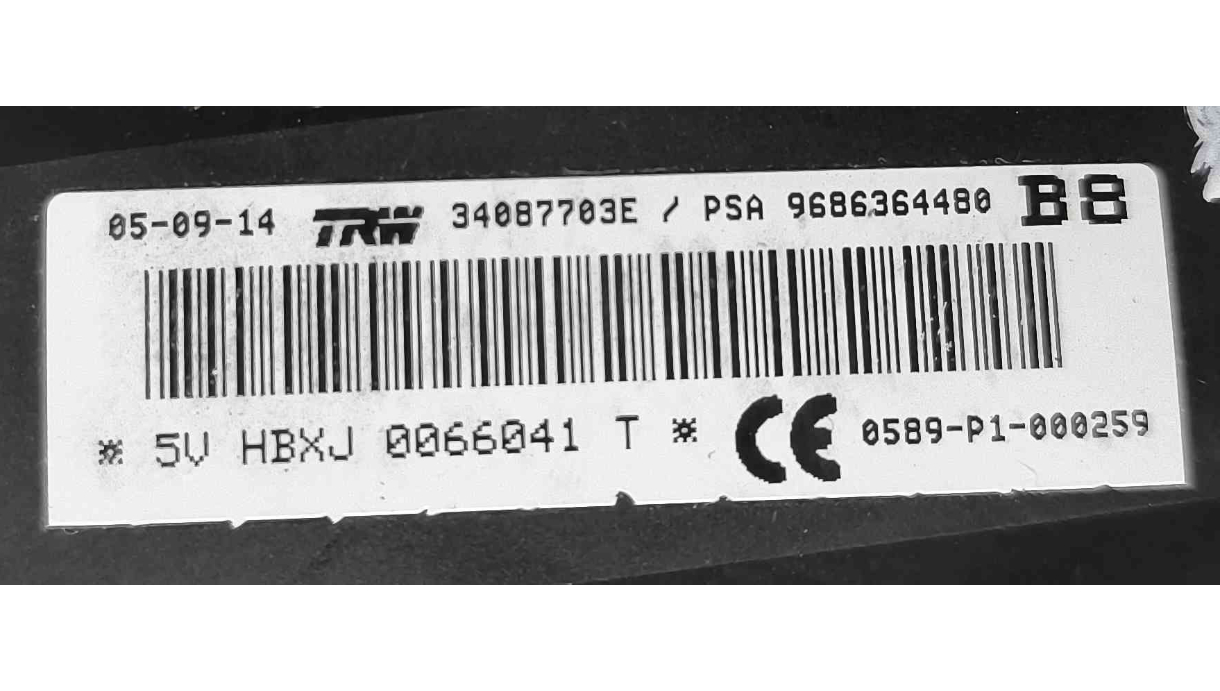 05-09-14 TRW 34087703E / PSA 9686364480 B8
* 5V HBXJ 0066041 T * CE 0589-P1-000259